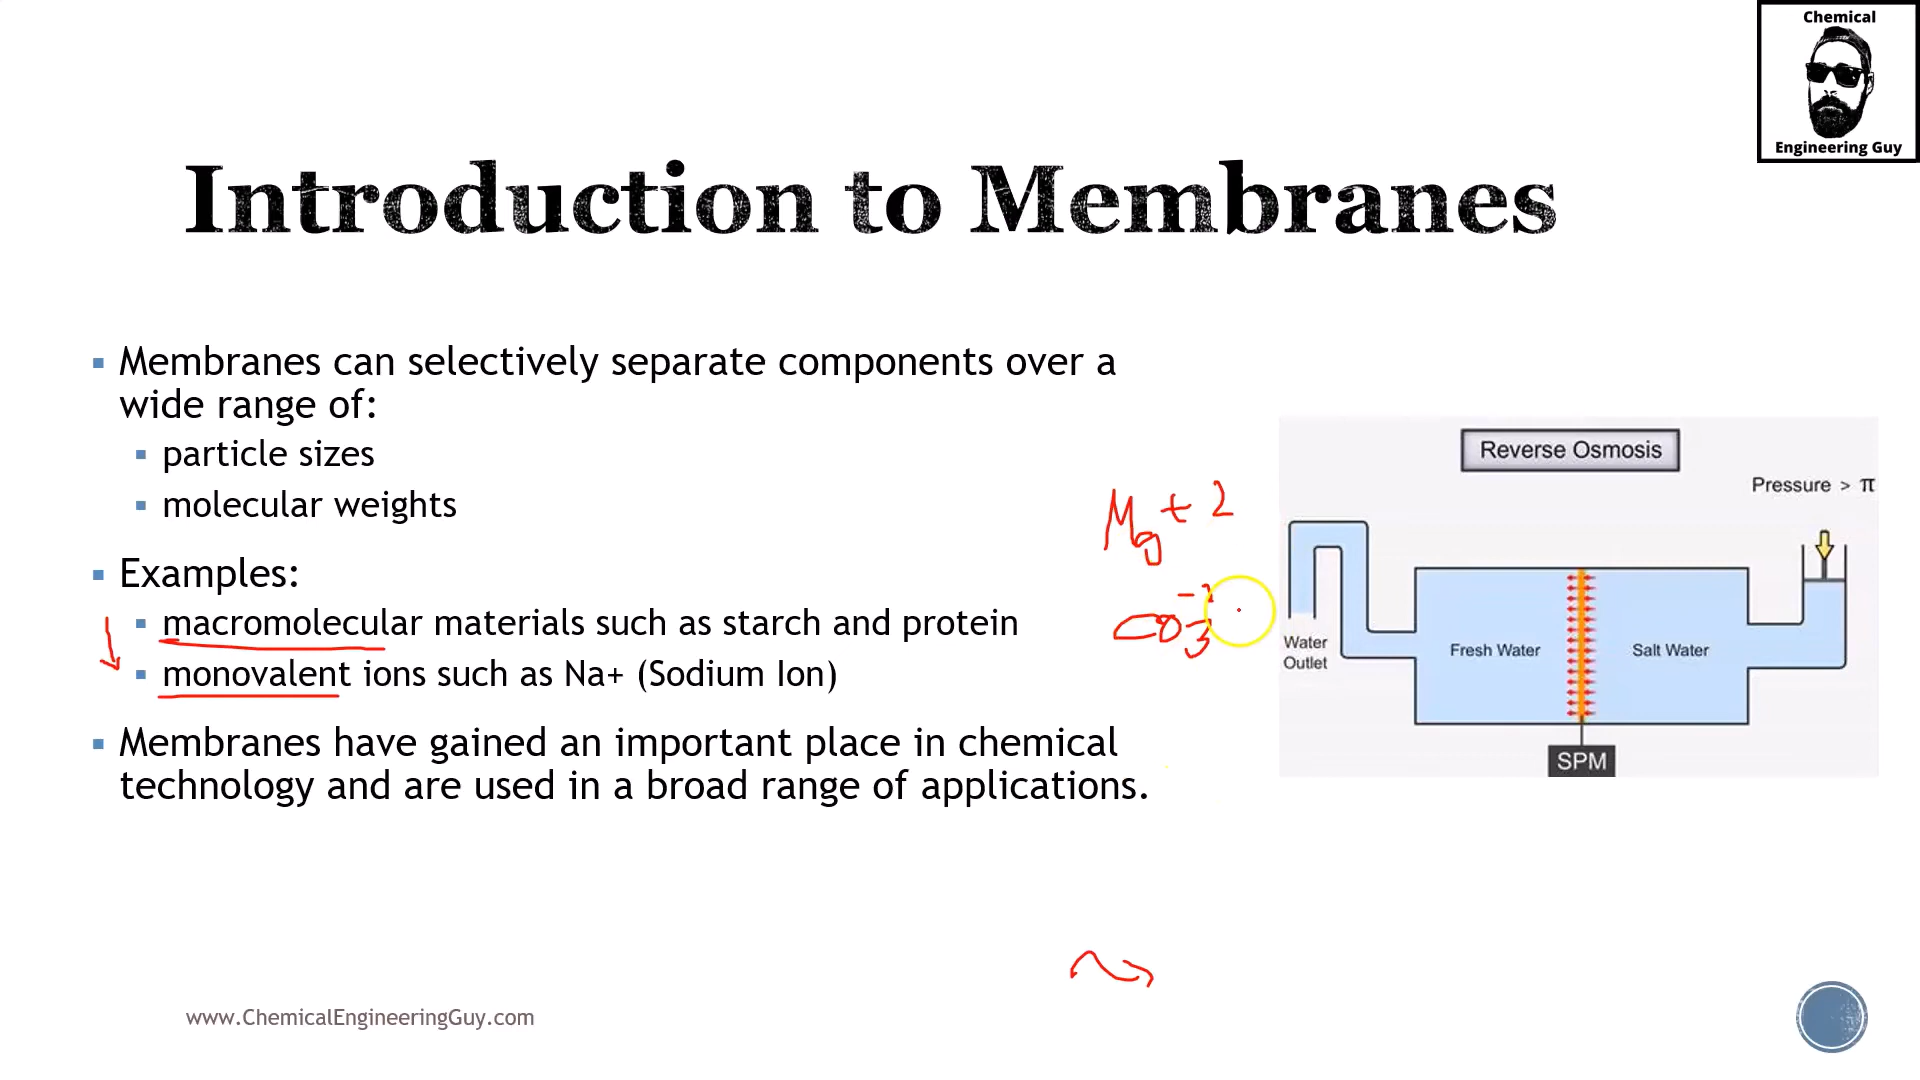 Chemical
Engineering Guy
Introduction to Membranes
Membranes can selectively separate components over a
wide range of:
particle sizes
molecular weights
Examples:
macromolecular materials such as starch and protein
monovalent ions such as Na+ (Sodium Ion)
Membranes have gained an important place in chemical
technology and are used in a broad range of applications.
Mg+2
CO3-2
Reverse Osmosis
Pressure > π
Water
Outlet
Fresh Water
Salt Water
SPM
www.ChemicalEngineeringGuy.com